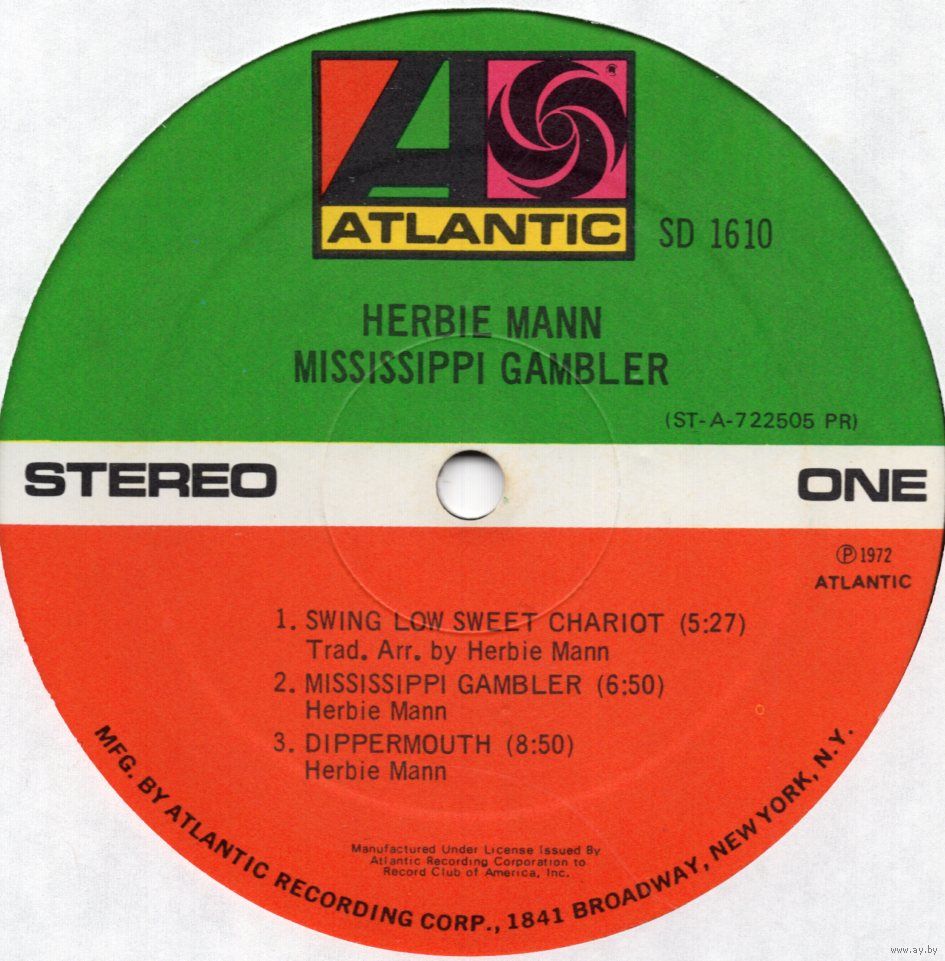 ATLANTIC
SD 1610
HERBIE MANN
MISSISSIPPI GAMBLER
(ST-A-722505 PR)
STEREO
ONE
℗ 1972
ATLANTIC
1. SWING LOW SWEET CHARIOT (5:27)
Trad. Arr. by Herbie Mann
2. MISSISSIPPI GAMBLER (6:50)
Herbie Mann
3. DIPPERMOUTH (8:50)
Herbie Mann
Manufactured Under License Issued By
Atlantic Recording Corporation to
Record Club of America, Inc.
MFG. BY ATLANTIC RECORDING CORP., 1841 BROADWAY, NEW YORK, N.Y.
www.ay.by